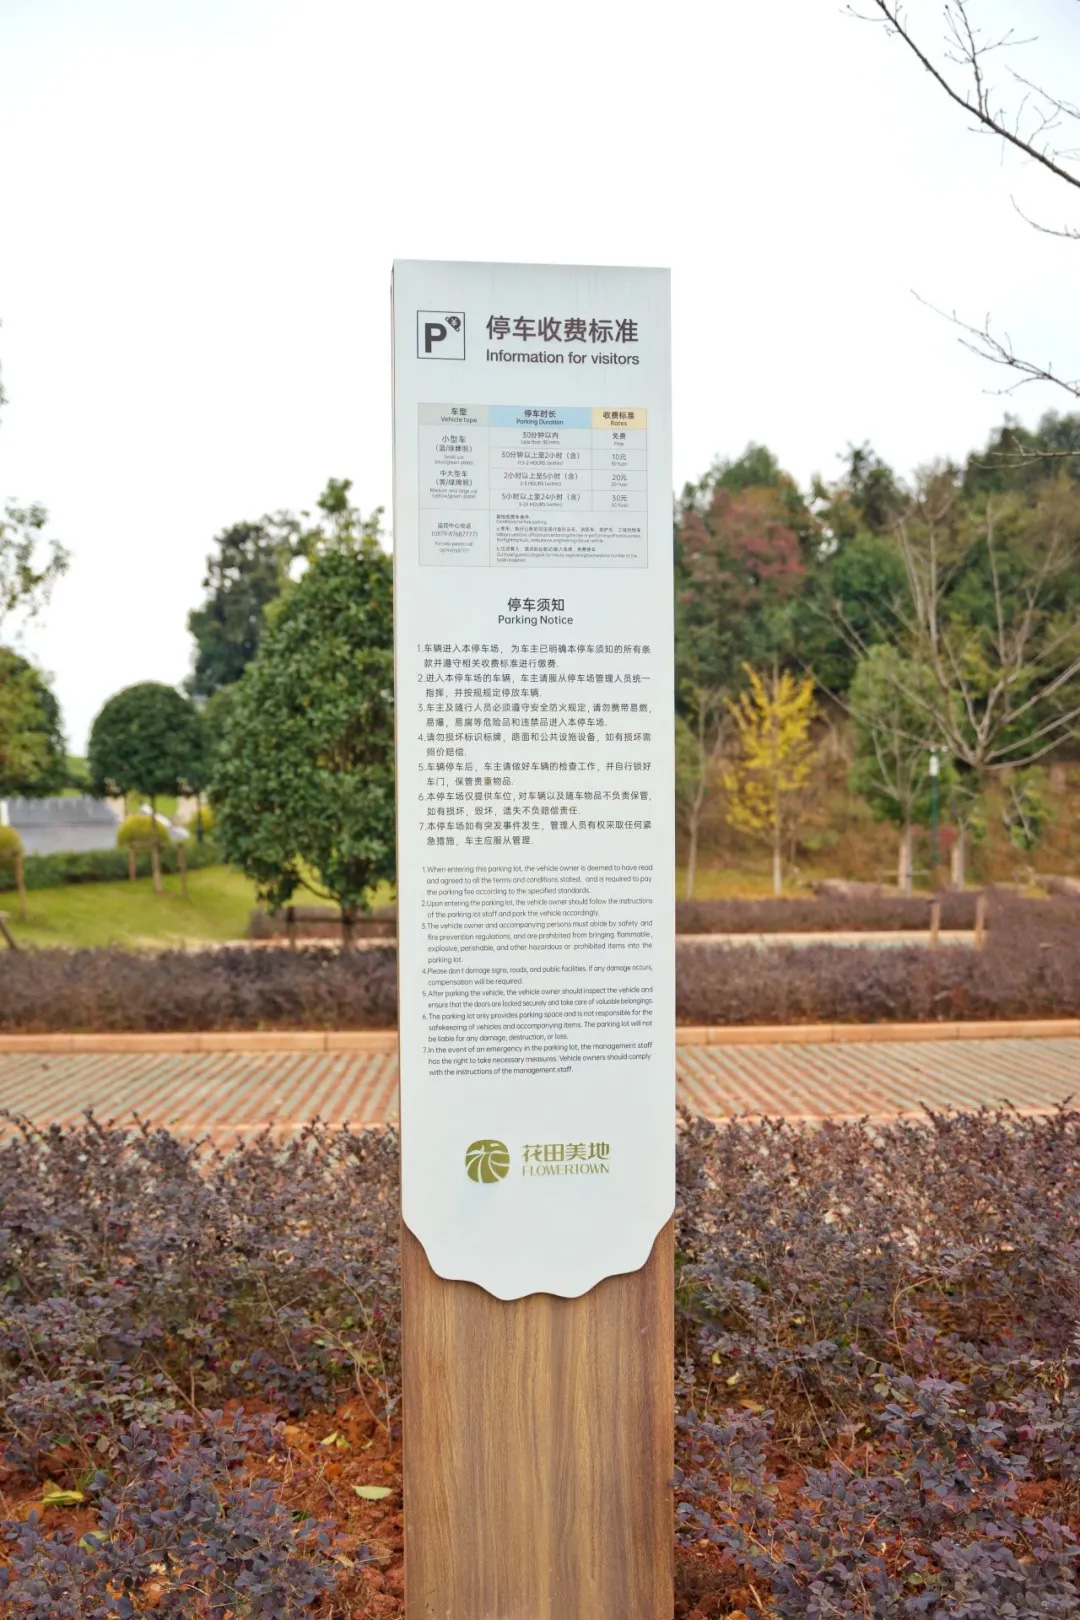 P
¥
停车收费标准
Information for visitors
车型
Vehicle type
停车时长
Parking Duration
收费标准
Rates
小型车
(蓝/绿牌照)
中大型车
(黄/绿牌照)
30分钟以内
免费
Free
30分钟以上至2小时（含）
10元
10 Yuan
2小时以上至5小时（含）
20元
20 Yuan
5小时以上至24小时（含）
30元
30 Yuan
停车须知
Parking Notice
1.车辆进入本停车场，为车主已明确本停车须知的所有条
款并遵守相关收费标准进行缴费.
2.进入本停车场的车辆，车主请服从停车场管理人员统一
指挥，并按规规定停放车辆.
3.车主及随行人员必须遵守安全防火规定，请勿携带易燃，
易爆，易腐等危险品和违禁品进入本停车场.
4.请勿损坏标识标牌，路面和公共设施设备，如有损坏需
照价赔偿.
5.车辆停车后，车主请做好车辆的检查工作，并自行锁好
车门，保管贵重物品.
6.本停车场仅提供车位，对车辆以及随车物品不负责保管，
如有损坏，毁坏，遗失不负赔偿责任.
7.本停车场如有突发事件发生，管理人员有权采取任何紧
急措施，车主应服从管理.
1.When entering this parking lot, the vehicle owner is deemed to have read
and agreed to all the terms and conditions stated, and is required to pay
the parking fee according to the specified standards.
2.Upon entering the parking lot, the vehicle owner should follow the instructions
of the parking lot staff and park the vehicle accordingly.
3.The vehicle owner and accompanying persons must abide by safety and
fire prevention regulations, and are prohibited from bringing flammable,
explosive, perishable, and other hazardous or prohibited items into the
parking lot.
4.Please don't damage signs, roads, and public facilities. If any damage occurs,
compensation will be required.
5.After parking the vehicle, the vehicle owner should inspect the vehicle and
ensure that the doors are locked securely and take care of valuable belongings.
6.The parking lot only provides parking space and is not responsible for the
safekeeping of vehicles and accompanying items. The parking lot will not
be liable for any damage, destruction, or loss.
7.In the event of an emergency in the parking lot, the management staff
has the right to take necessary measures. Vehicle owners should comply
with the instructions of the management staff.
花田美地
FLOWERTOWN